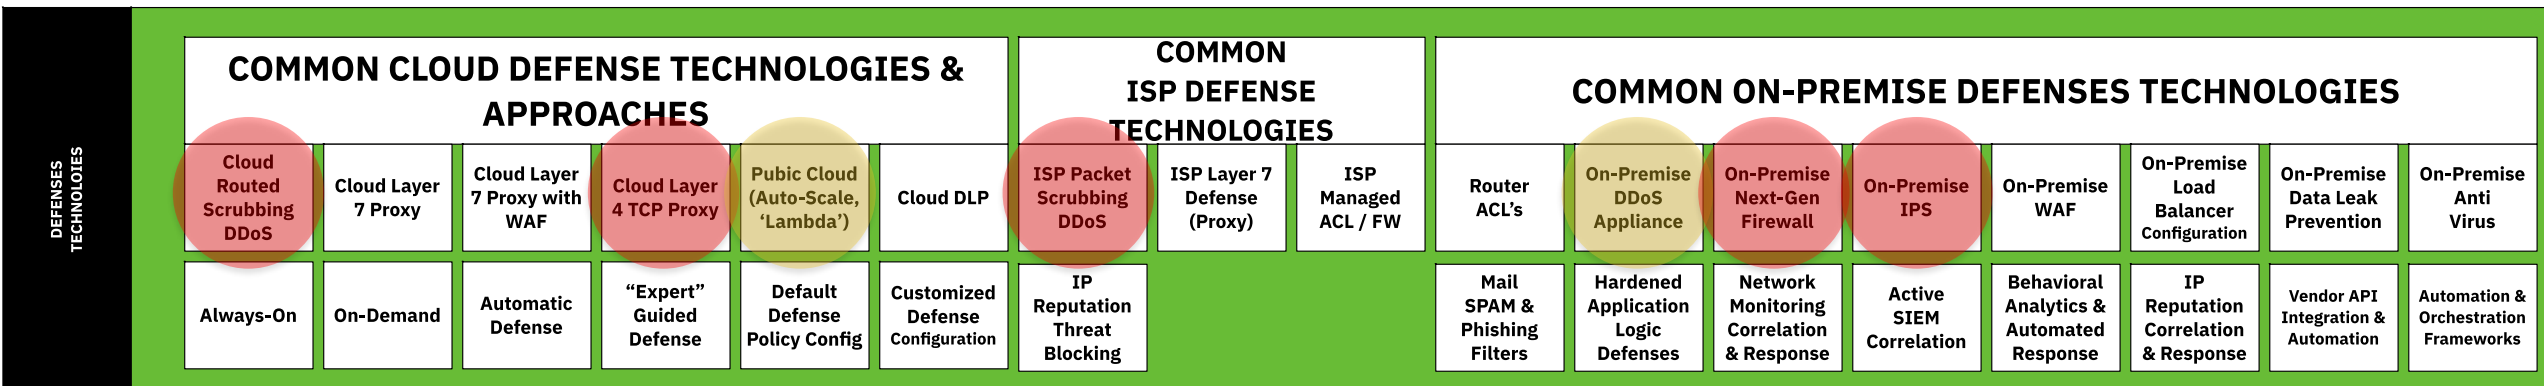 DEFENSES
TECHNOLOIES
COMMON CLOUD DEFENSE TECHNOLOGIES &
APPROACHES
COMMON
ISP DEFENSE
TECHNOLOGIES
COMMON ON-PREMISE DEFENSES TECHNOLOGIES
Cloud
Routed
Scrubbing
DDoS
Cloud Layer
7 Proxy
Cloud Layer
7 Proxy with
WAF
Cloud Layer
4 TCP Proxy
Pubic Cloud
(Auto-Scale,
‘Lambda’)
Cloud DLP
ISP Packet
Scrubbing
DDoS
ISP Layer 7
Defense
(Proxy)
ISP
Managed
ACL / FW
Router
ACL’s
On-Premise
DDoS
Appliance
On-Premise
Next-Gen
Firewall
On-Premise
IPS
On-Premise
WAF
On-Premise
Load
Balancer
Configuration
On-Premise
Data Leak
Prevention
On-Premise
Anti
Virus
Always-On
On-Demand
Automatic
Defense
“Expert”
Guided
Defense
Default
Defense
Policy Config
Customized
Defense
Configuration
IP
Reputation
Threat
Blocking
Mail
SPAM &
Phishing
Filters
Hardened
Application
Logic
Defenses
Network
Monitoring
Correlation
& Response
Active
SIEM
Correlation
Behavioral
Analytics &
Automated
Response
IP
Reputation
Correlation
& Response
Vendor API
Integration &
Automation
Automation &
Orchestration
Frameworks